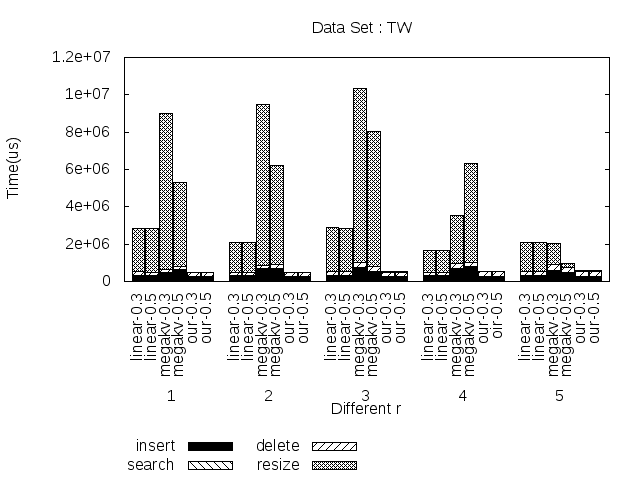 Data Set : TW
Time(us)
1.2e+07
1e+07
8e+06
6e+06
4e+06
2e+06
0
linear-0.3
linear-0.5
megakv-0.3
megakv-0.5
our-0.3
our-0.5
linear-0.3
linear-0.5
megakv-0.3
megakv-0.5
our-0.3
our-0.5
linear-0.3
linear-0.5
megakv-0.3
megakv-0.5
our-0.3
our-0.5
linear-0.3
linear-0.5
megakv-0.3
megakv-0.5
our-0.3
our-0.5
linear-0.3
linear-0.5
megakv-0.3
megakv-0.5
our-0.3
our-0.5
1 2 3 4 5
Different r
insert delete
search resize